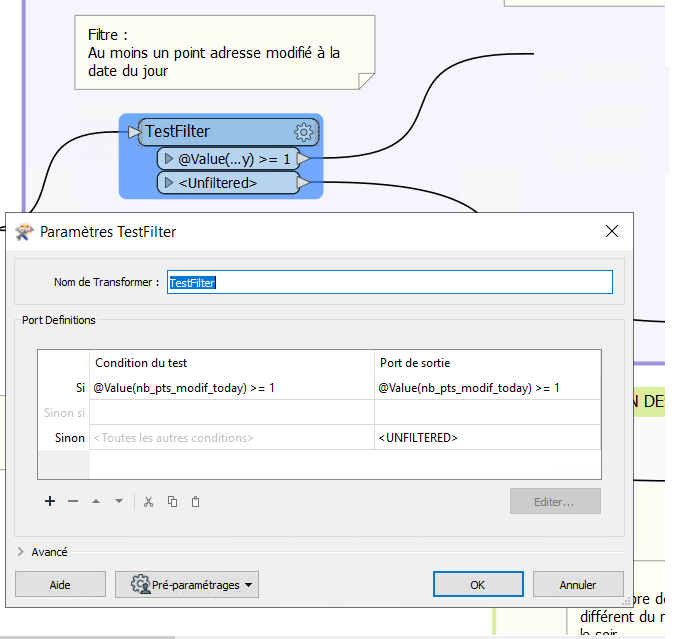 Filtre :
Au moins un point adresse modifié à la
date du jour
TestFilter
@Value(...y) >= 1
<Unfiltered>
Paramètres TestFilter
Nom de Transformer :
TestFilter
Port Definitions
Condition du test
Port de sortie
Si
@Value(nb_pts_modif_today) >= 1
@Value(nb_pts_modif_today) >= 1
Sinon si
Sinon
<Toutes les autres conditions>
<UNFILTERED>
Editer...
Avancé
Aide
Pré-paramétrages
OK
Annuler
N DE
bre de
différent du n
le soir